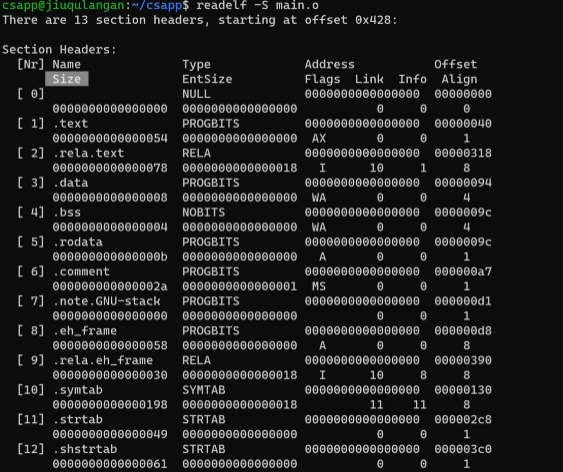 csapp@jiuqulangan:~/csapp$ readelf -S main.o
There are 13 section headers, starting at offset 0x428:

Section Headers:
  [Nr] Name              Type             Address           Offset
       Size              EntSize          Flags  Link  Info  Align
  [ 0]                   NULL             0000000000000000  00000000
       0000000000000000  0000000000000000           0     0     0
  [ 1] .text             PROGBITS         0000000000000000  00000040
       0000000000000054  0000000000000000  AX       0     0     1
  [ 2] .rela.text        RELA             0000000000000000  00000318
       0000000000000078  0000000000000018   I      10     1     8
  [ 3] .data             PROGBITS         0000000000000000  00000094
       0000000000000008  0000000000000000  WA       0     0     4
  [ 4] .bss              NOBITS           0000000000000000  0000009c
       0000000000000004  0000000000000000  WA       0     0     4
  [ 5] .rodata           PROGBITS         0000000000000000  0000009c
       000000000000000b  0000000000000000   A       0     0     1
  [ 6] .comment          PROGBITS         0000000000000000  000000a7
       000000000000002a  0000000000000001  MS       0     0     1
  [ 7] .note.GNU-stack   PROGBITS         0000000000000000  000000d1
       0000000000000000  0000000000000000           0     0     1
  [ 8] .eh_frame         PROGBITS         0000000000000000  000000d8
       0000000000000058  0000000000000000   A       0     0     8
  [ 9] .rela.eh_frame    RELA             0000000000000000  00000390
       0000000000000030  0000000000000018   I      10     8     8
  [10] .symtab           SYMTAB           0000000000000000  00000130
       0000000000000198  0000000000000018          11    11     8
  [11] .strtab           STRTAB           0000000000000000  000002c8
       0000000000000049  0000000000000000           0     0     1
  [12] .shstrtab         STRTAB           0000000000000000  000003c0
       0000000000000061  0000000000000000           0     0     1